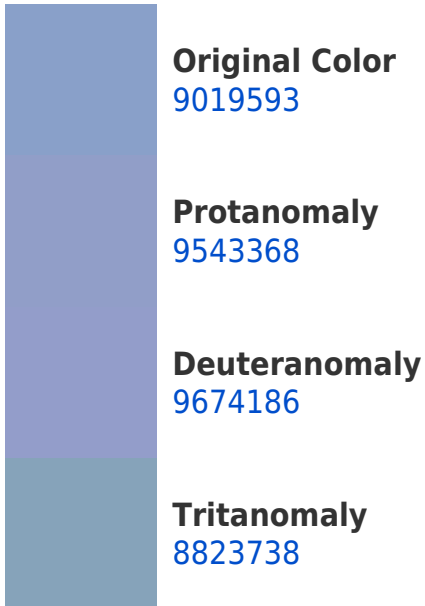 Original Color
9019593
Protanomaly
9543368
Deuteranomaly
9674186
Tritanomaly
8823738